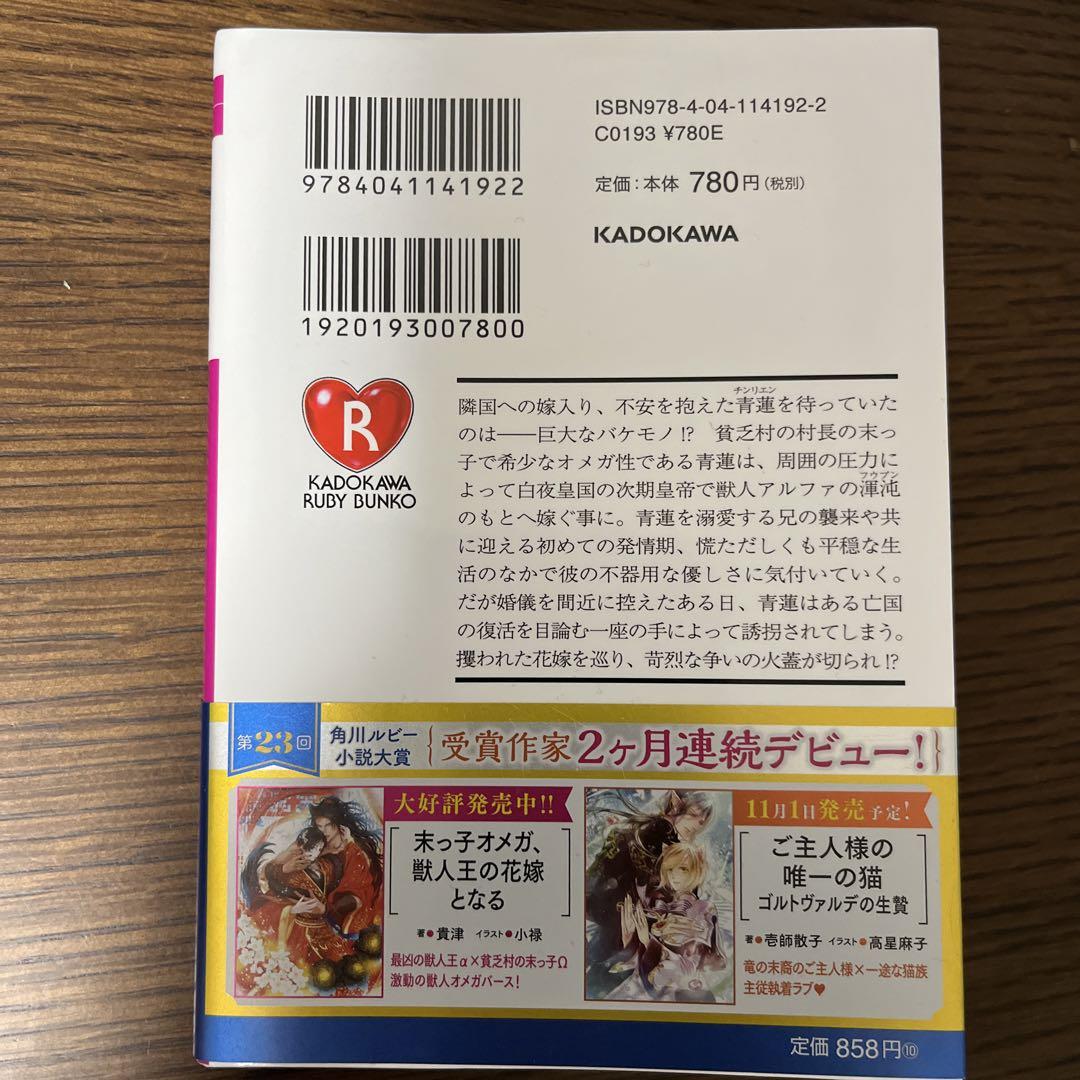 9784041141922
ISBN978-4-04-114192-2
C0193 ¥780E
定価：本体 780円（税別）
KADOKAWA
1920193007800
R
KADOKAWA
RUBY BUNKO
チンリエン
隣国への嫁入り、不安を抱えた青蓮を待っていた
のは――巨大なバケモノ!?　貧乏村の村長の末っ
子で希少なオメガ性である青蓮は、周囲の圧力に
フウブン
よって白夜皇国の次期皇帝で獣人アルファの渾沌
のもとへ嫁ぐ事に。青蓮を溺愛する兄の襲来や共
に迎える初めての発情期、慌ただしくも平穏な生
活のなかで彼の不器用な優しさに気付いていく。
だが婚儀を間近に控えたある日、青蓮はある亡国
の復活を目論む一座の手によって誘拐されてしまう。
攫われた花嫁を巡り、苛烈な争いの火蓋が切られ!?
第23回
角川ルビー
小説大賞
受賞作家2ヶ月連続デビュー!
大好評発売中!!
末っ子オメガ、
獣人王の花嫁
となる
著●貴津 イラスト●小禄
最凶の獣人王α×貧乏村の末っ子Ω
激動の獣人オメガバース!
11月1日発売予定!
ご主人様の
唯一の猫
ゴルトヴァルデの生贄
著●壱師散子 イラスト●高星麻子
竜の末裔のご主人様×一途な猫族
主従執着ラブ♥
定価 858円⑩